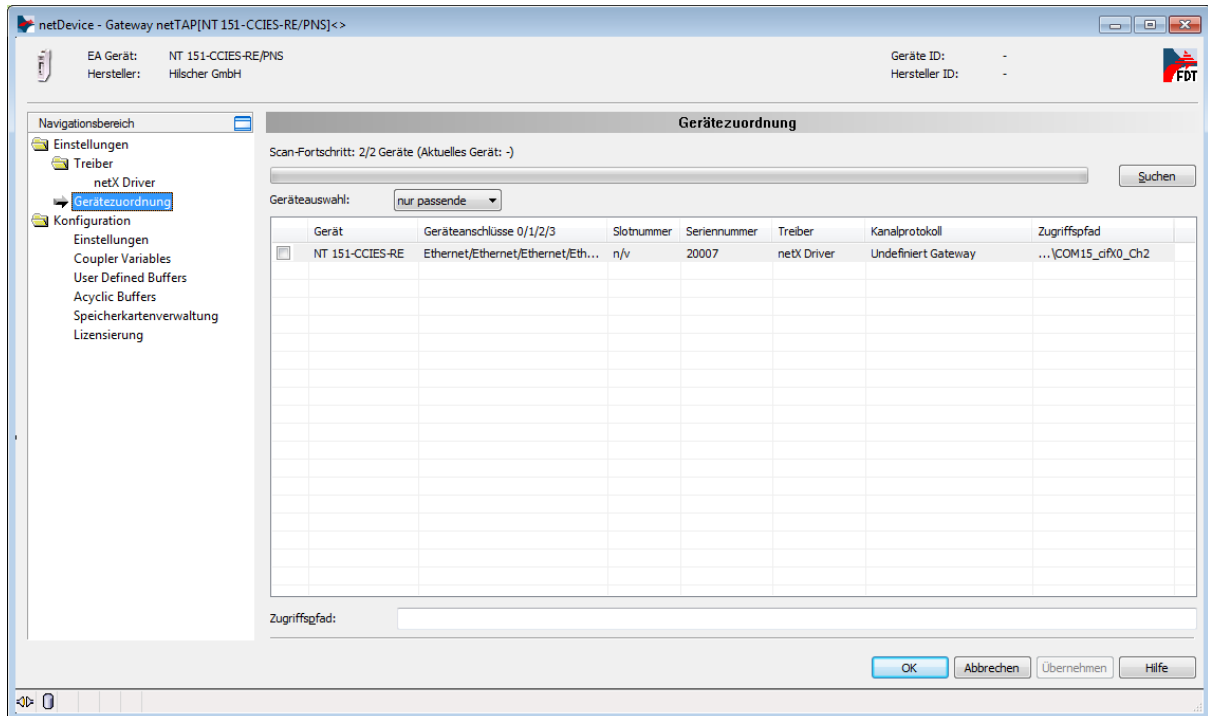 netDevice - Gateway netTAP[NT 151-CCIES-RE/PNS]<>
EA Gerät: NT 151-CCIES-RE/PNS
Hersteller: Hilscher GmbH
Geräte ID: -
Hersteller ID: -
FDT
Navigationsbereich
Einstellungen
Treiber
netX Driver
Gerätezuordnung
Konfiguration
Einstellungen
Coupler Variables
User Defined Buffers
Acyclic Buffers
Speicherkartenverwaltung
Lizensierung
Gerätezuordnung
Scan-Fortschritt: 2/2 Geräte (Aktuelles Gerät: -)
Suchen
Geräteauswahl: nur passende
Gerät Geräteanschlüsse 0/1/2/3 Slotnummer Seriennummer Treiber Kanalprotokoll Zugriffspfad
NT 151-CCIES-RE Ethernet/Ethernet/Ethernet/Eth... n/v 20007 netX Driver Undefiniert Gateway ...\COM15_cifX0_Ch2
Zugriffspfad:
OK Abbrechen Übernehmen Hilfe